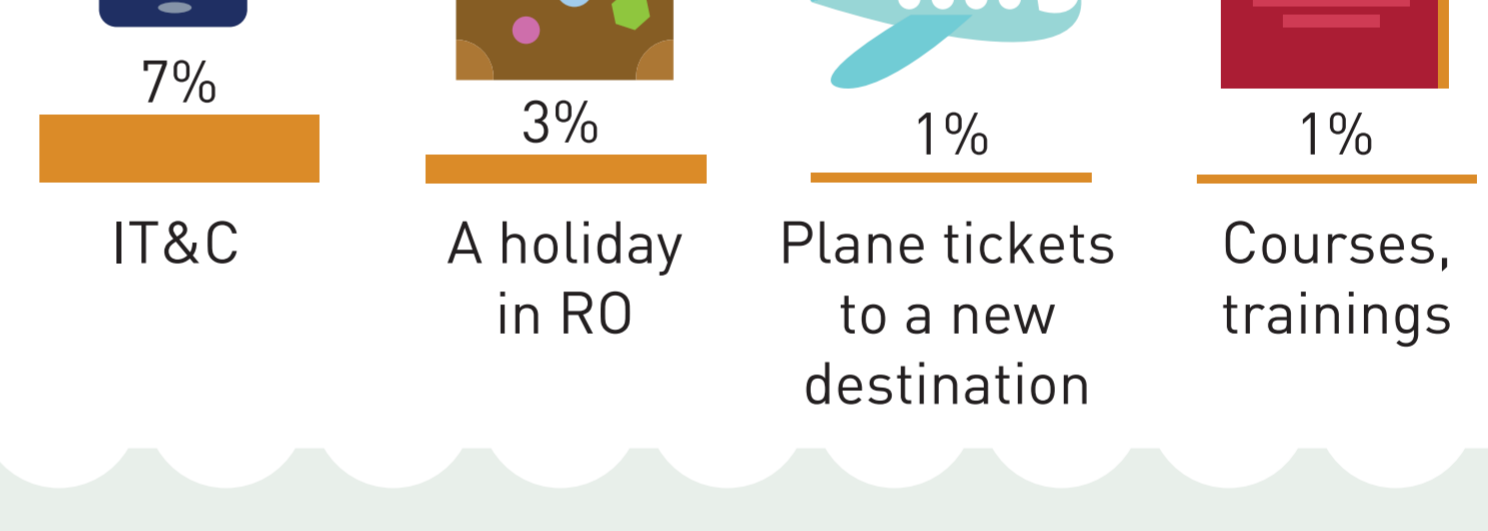 7%
3%
1%
1%
IT&C
A holiday
in RO
Plane tickets
to a new
destination
Courses,
trainings